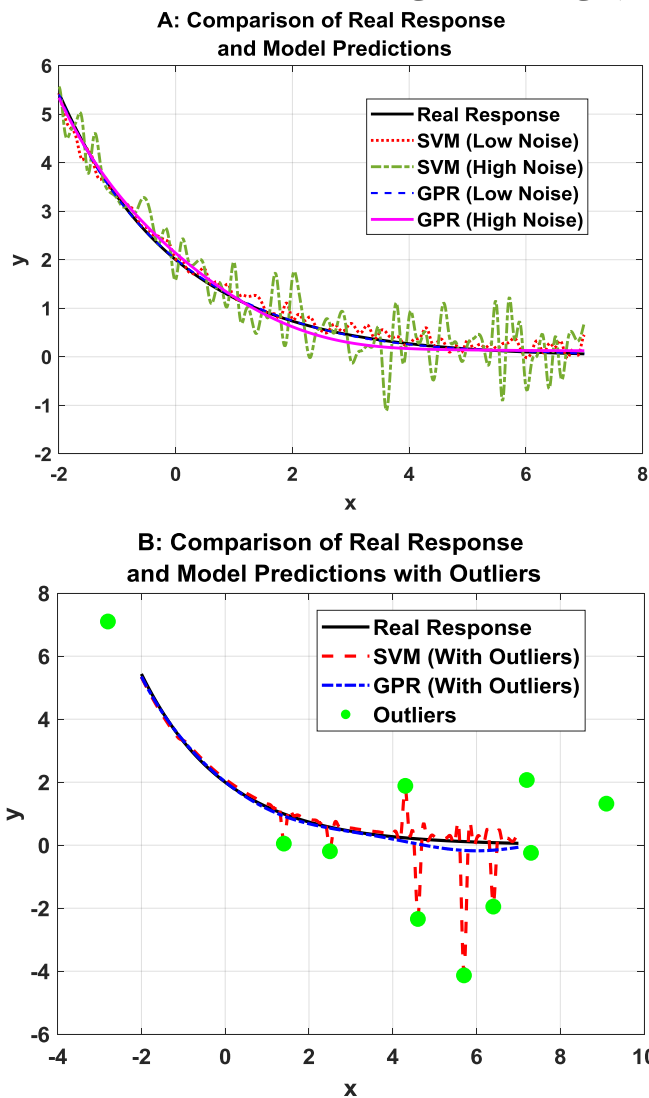 A: Comparison of Real Response
and Model Predictions
6
5
4
3
2
1
0
-1
-2
y
Real Response
SVM (Low Noise)
SVM (High Noise)
GPR (Low Noise)
GPR (High Noise)
-2 0 2 4 6 8
x
B: Comparison of Real Response
and Model Predictions with Outliers
8
6
4
2
0
-2
-4
-6
y
Real Response
SVM (With Outliers)
GPR (With Outliers)
Outliers
-4 -2 0 2 4 6 8 10
x